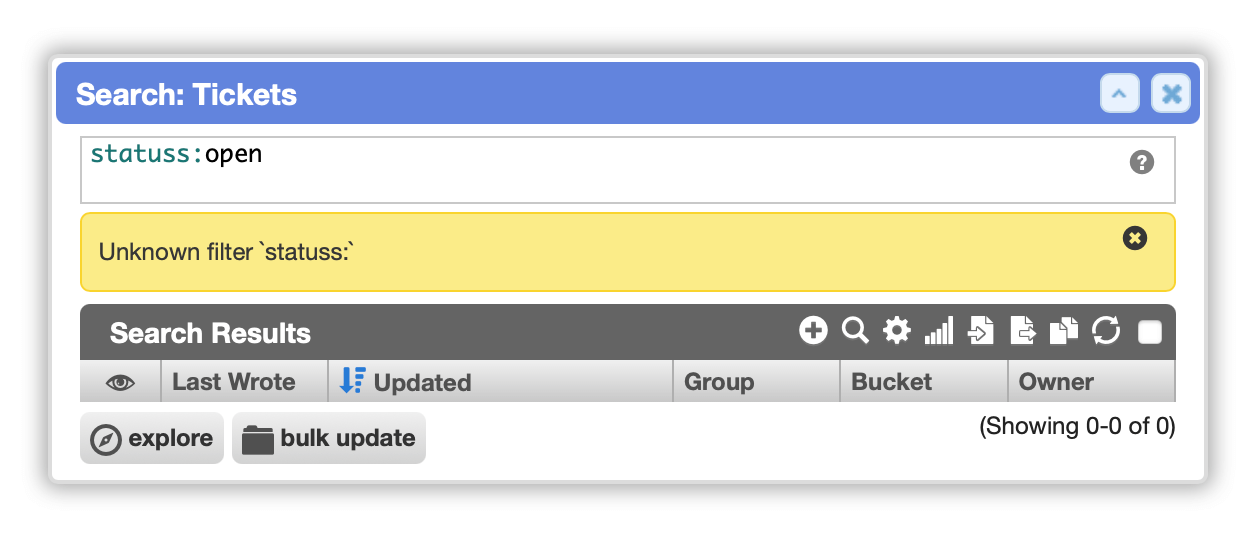 Search: Tickets
statuss:open
Unknown filter `statuss:`
Search Results
Last Wrote Updated Group Bucket Owner
explore bulk update (Showing 0-0 of 0)